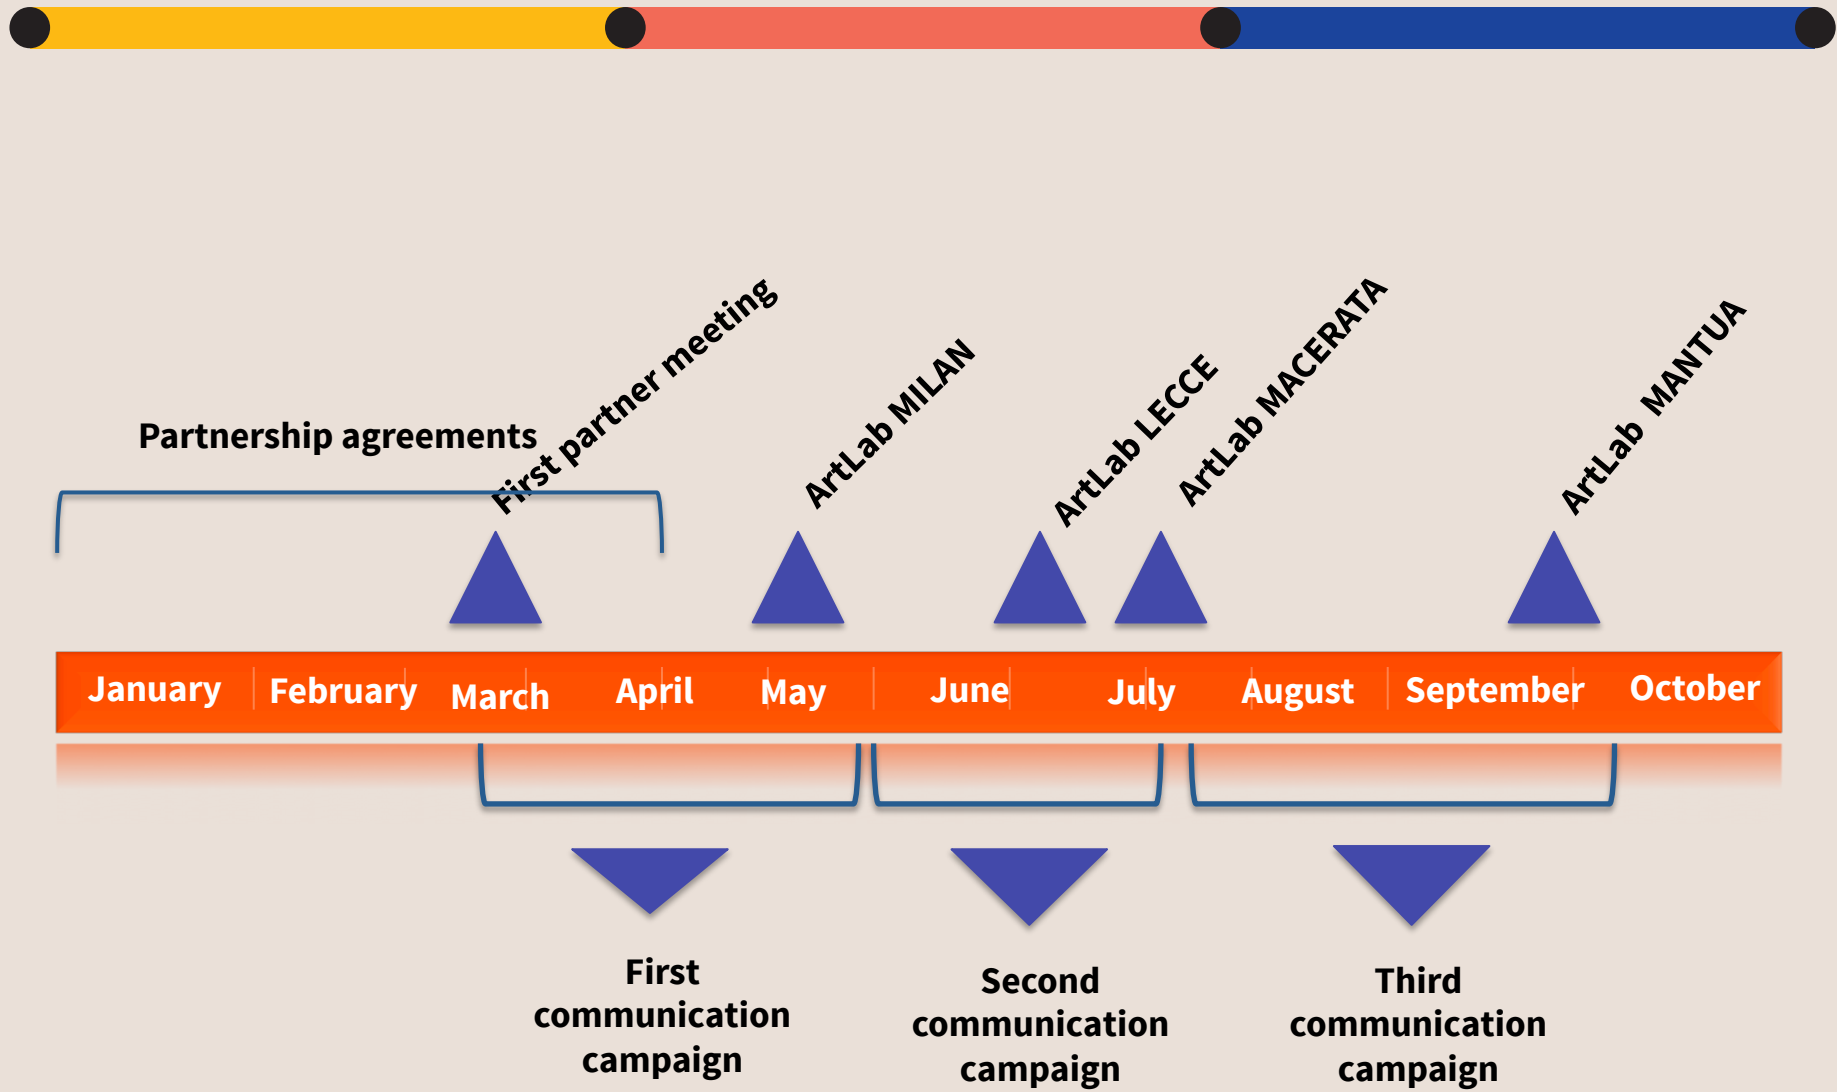 Partnership agreements
First partner meeting
ArtLab MILAN
ArtLab LECCE
ArtLab MACERATA
ArtLab MANTUA
January February March April May June July August September October
First
communication
campaign
Second
communication
campaign
Third
communication
campaign